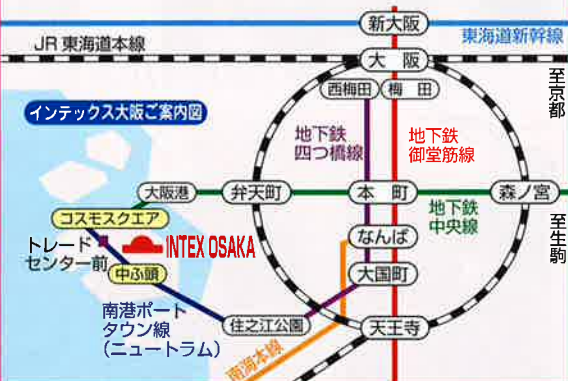 新大阪
東海道新幹線
JR 東海道本線
大 阪
至京都
西梅田
梅 田
インテックス大阪ご案内図
地下鉄
四つ橋線
地下鉄
御堂筋線
大阪港
弁天町
本 町
森ノ宮
コスモスクエア
地下鉄
中央線
至生駒
トレード
センター前
INTEX OSAKA
なんば
中ふ頭
大国町
南港ポート
タウン線
(ニュートラム)
住之江公園
天王寺
南海本線